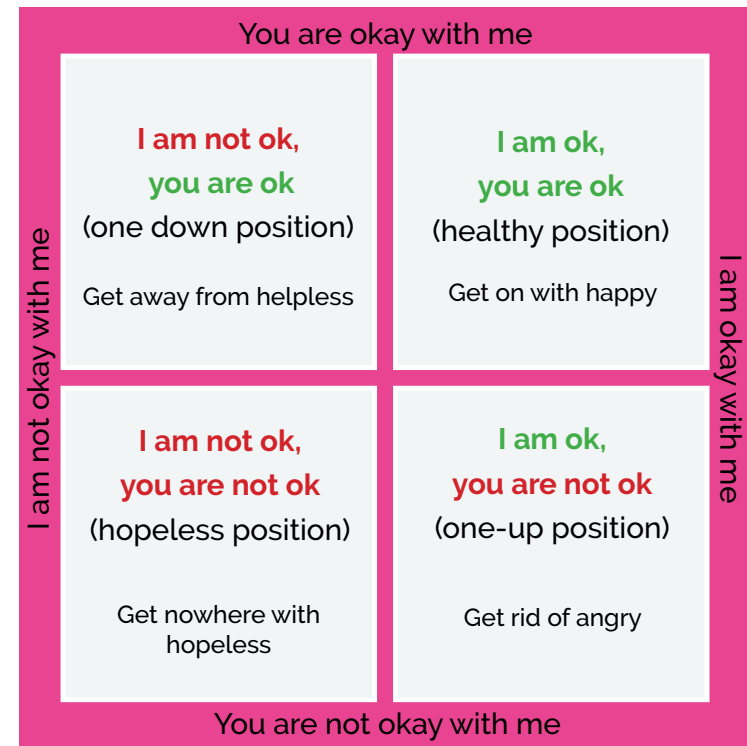 You are okay with me
I am not ok,
you are ok
(one down position)
Get away from helpless
I am ok,
you are ok
(healthy position)
Get on with happy
I am not okay with me
I am okay with me
I am not ok,
you are not ok
(hopeless position)
Get nowhere with
hopeless
I am ok,
you are not ok
(one-up position)
Get rid of angry
You are not okay with me